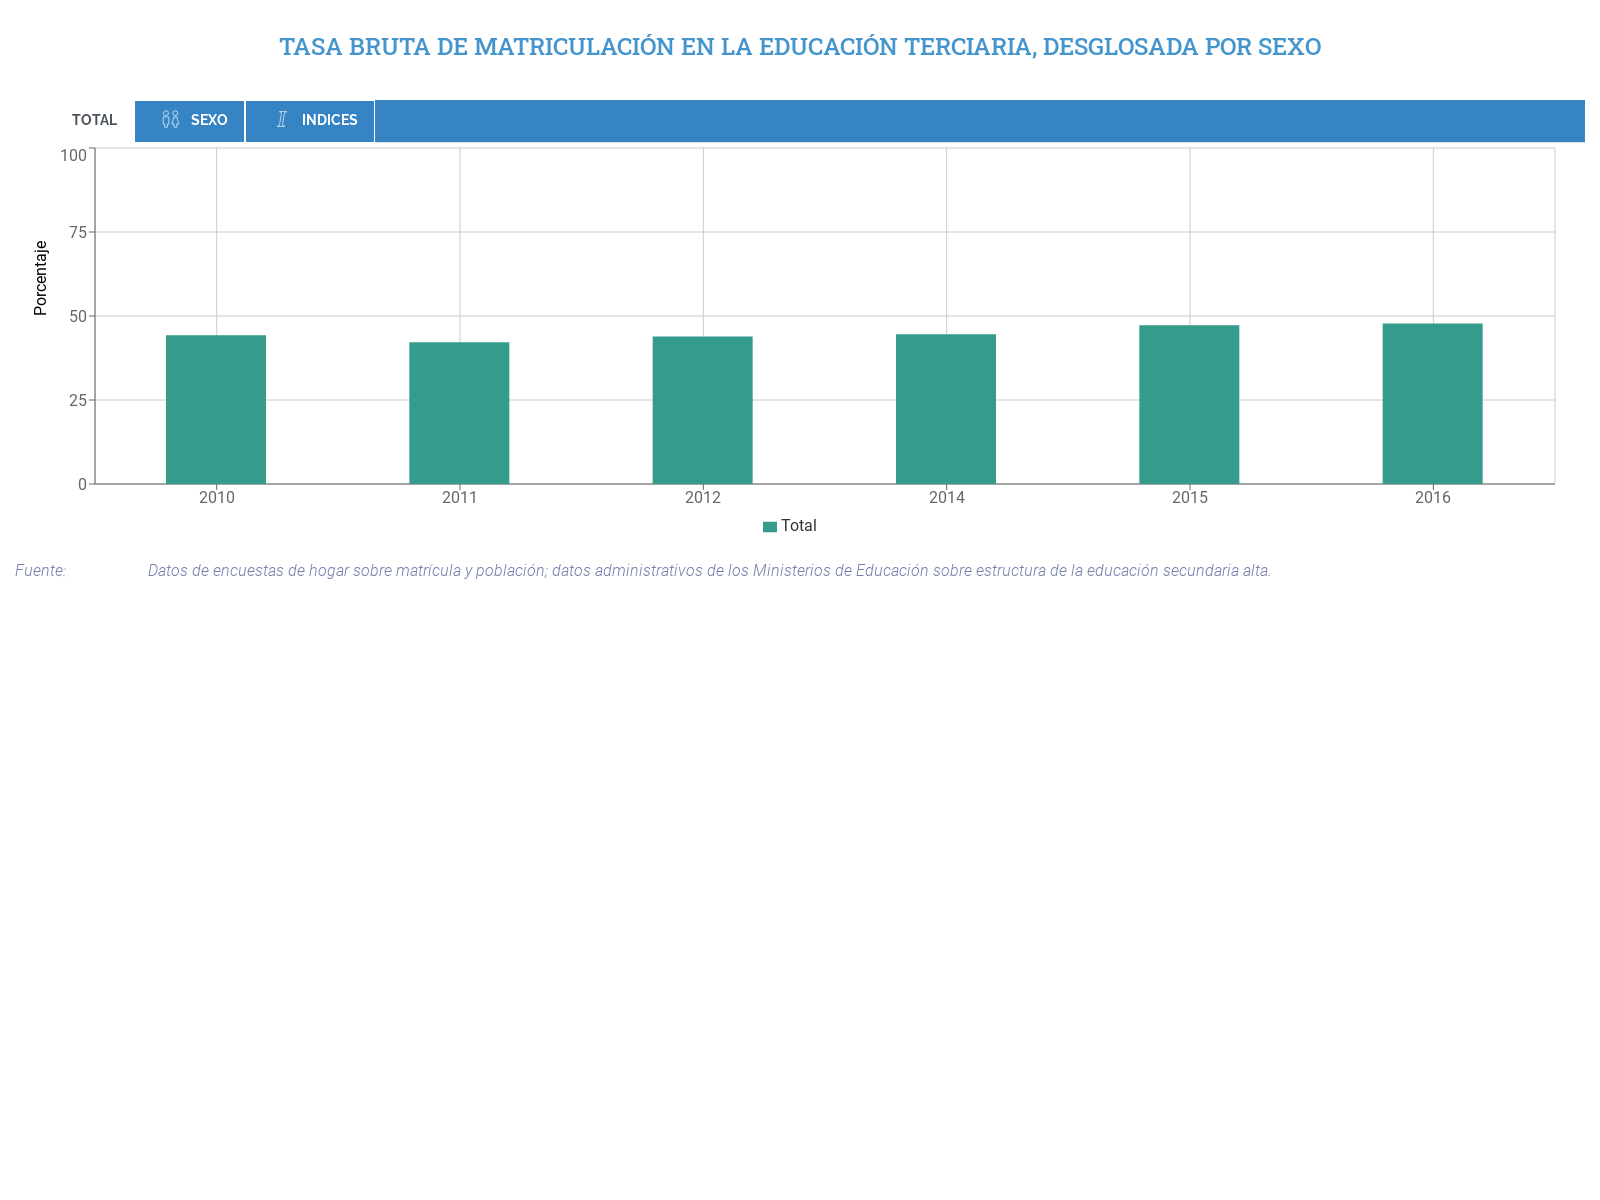 TASA BRUTA DE MATRICULACIÓN EN LA EDUCACIÓN TERCIARIA, DESGLOSADA POR SEXO
TOTAL SEXO INDICES
Porcentaje
100
75
50
25
0
2010 2011 2012 2014 2015 2016
Total
Fuente: Datos de encuestas de hogar sobre matrícula y población; datos administrativos de los Ministerios de Educación sobre estructura de la educación secundaria alta.